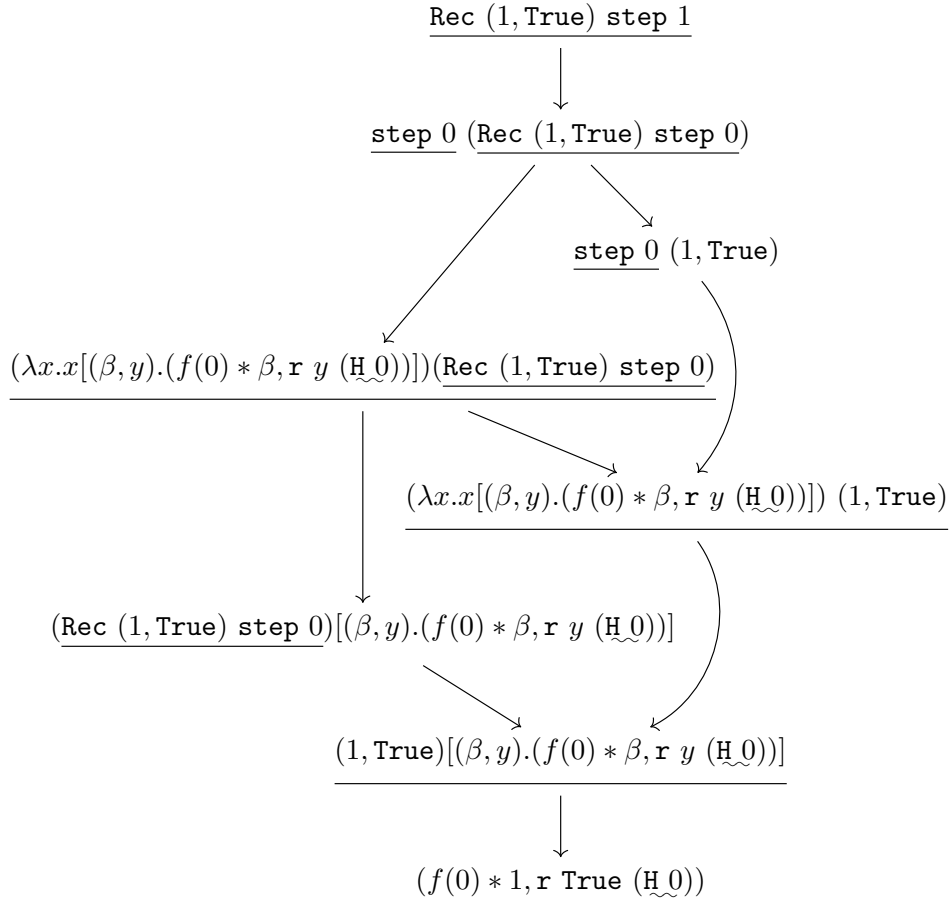 Rec (1, True) step 1
step 0 (Rec (1, True) step 0)
step 0 (1, True)
(λx.x[(β, y).(f(0) ∗ β, r y (H 0))])(Rec (1, True) step 0)
(λx.x[(β, y).(f(0) ∗ β, r y (H 0))]) (1, True)
(Rec (1, True) step 0)[(β, y).(f(0) ∗ β, r y (H 0))]
(1, True)[(β, y).(f(0) ∗ β, r y (H 0))]
(f(0) ∗ 1, r True (H 0))